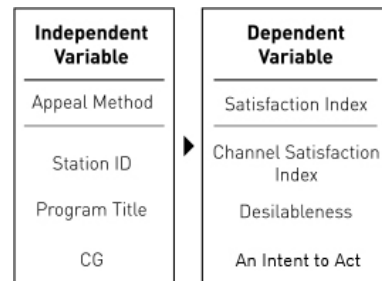 Independent
Variable
Appeal Method
Station ID
Program Title
CG
Dependent
Variable
Satisfaction Index
Channel Satisfaction
Index
Desilableness
An Intent to Act